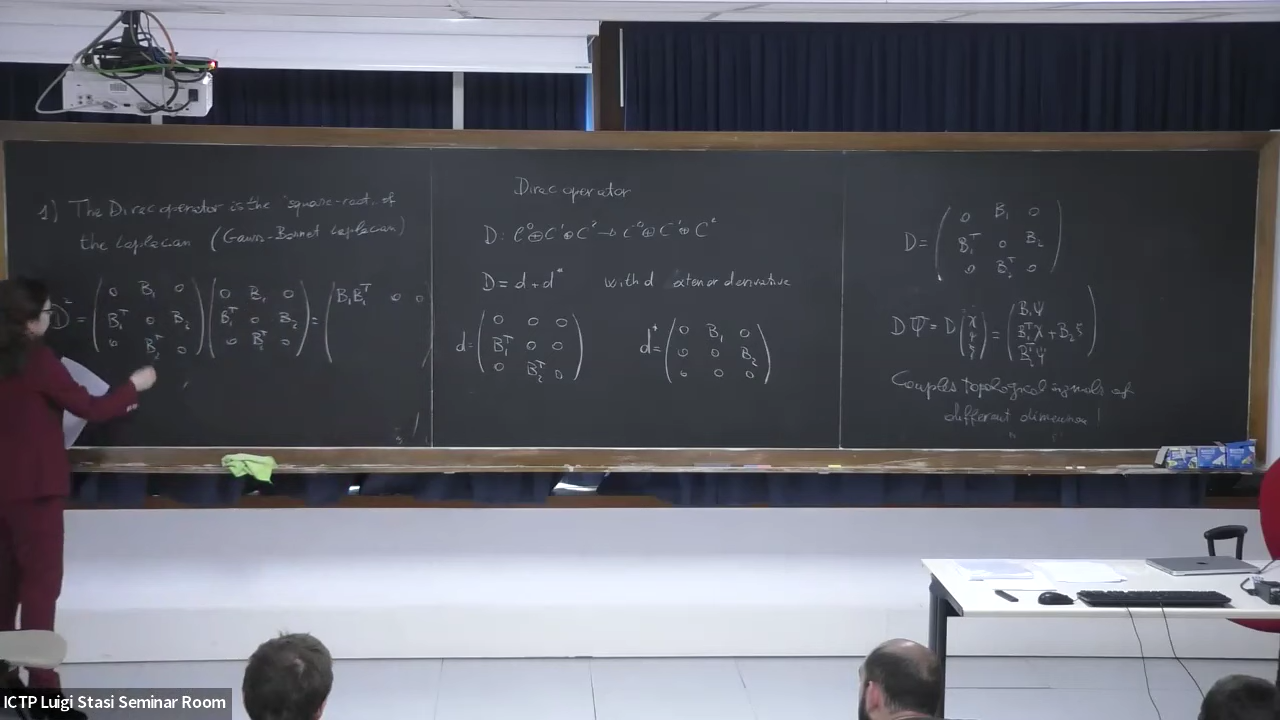 1) The Dirac operator is the "square-root" of
the Laplacian (Gauss-Bonnet Laplacian)
D² = ( 0 B₁ 0 ) ( 0 B₁ 0 ) = ( B₁B₁ᵀ 0 0
B₁ᵀ 0 B₂ B₁ᵀ 0 B₂
0 B₂ᵀ 0 0 B₂ᵀ 0
Dirac operator
D: C⁰⊕C¹⊕C² → C⁰⊕C¹⊕C²
D = d + d* with d exterior derivative
d = ( 0 0 0 ) d* = ( 0 B₁ 0 )
B₁ᵀ 0 0 0 0 B₂
0 B₂ᵀ 0 0 0 0
D = ( 0 B₁ 0 )
B₁ᵀ 0 B₂
0 B₂ᵀ 0
DΨ = D ( χ ) = ( B₁ψ )
ψ B₁ᵀχ + B₂ξ
ξ B₂ᵀψ
Couples topological signals of
different dimension!
ICTP Luigi Stasi Seminar Room